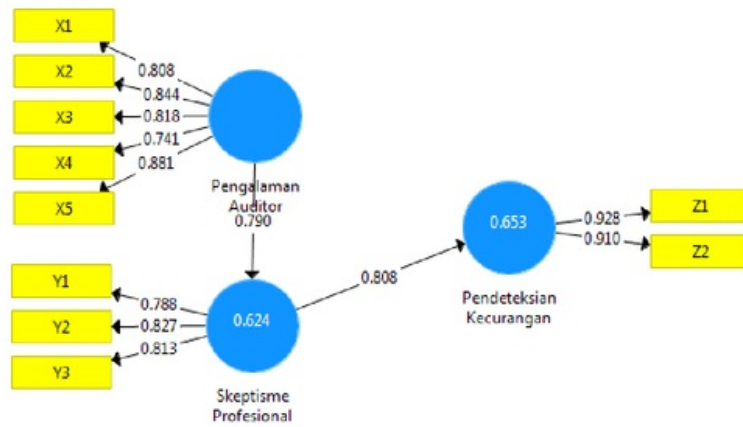 X1
X2
X3
X4
X5
0.808
0.844
0.818
0.741
0.881
Pengalaman
Auditor
0.790
Y1
Y2
Y3
0.788
0.827
0.813
0.624
Skeptisme
Profesional
0.808
0.653
Pendeteksian
Kecurangan
0.928
0.910
Z1
Z2